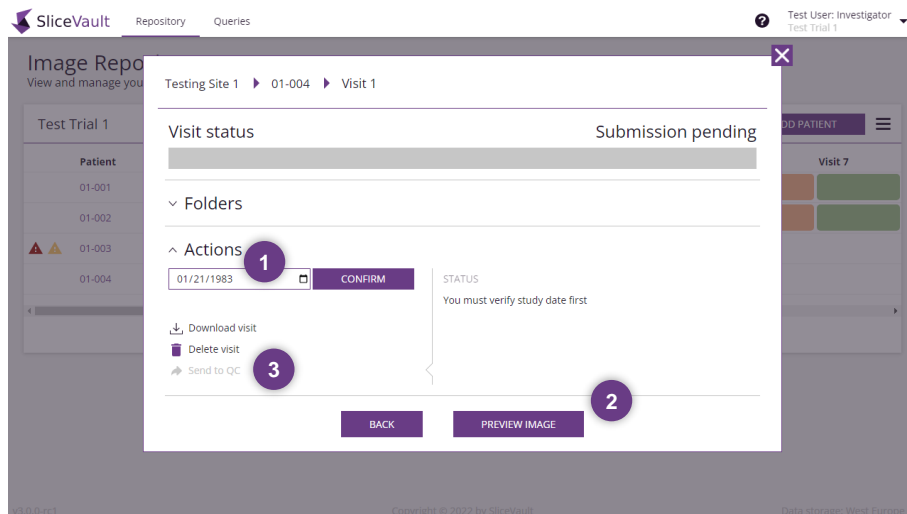 SliceVault Repository Queries ? Test User: Investigator
Test Trial 1
Image Repo
View and manage you
Testing Site 1 01-004 Visit 1
Test Trial 1
DD PATIENT
Visit status Submission pending
Patient
Visit 7
01-001
Folders
01-002
Actions
01-003
1
01/21/1983 CONFIRM STATUS
01-004
You must verify study date first
Download visit
Delete visit
Send to QC
3
2
BACK PREVIEW IMAGE
v3.0.0.rc1 Copyright © 2022 by SliceVault Data storage: West Europe